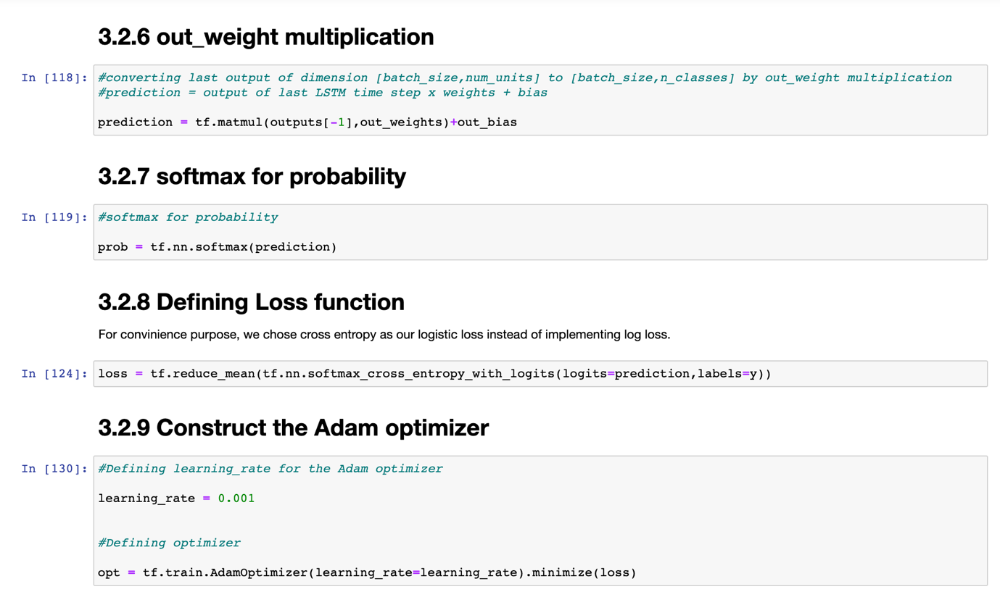 3.2.6 out_weight multiplication
In [118]: #converting last output of dimension [batch_size,num_units] to [batch_size,n_classes] by out_weight multiplication
#prediction = output of last LSTM time step x weights + bias
prediction = tf.matmul(outputs[-1],out_weights)+out_bias
3.2.7 softmax for probability
In [119]: #softmax for probability
prob = tf.nn.softmax(prediction)
3.2.8 Defining Loss function
For convinience purpose, we chose cross entropy as our logistic loss instead of implementing log loss.
In [124]: loss = tf.reduce_mean(tf.nn.softmax_cross_entropy_with_logits(logits=prediction,labels=y))
3.2.9 Construct the Adam optimizer
In [130]: #Defining learning_rate for the Adam optimizer
learning_rate = 0.001
#Defining optimizer
opt = tf.train.AdamOptimizer(learning_rate=learning_rate).minimize(loss)